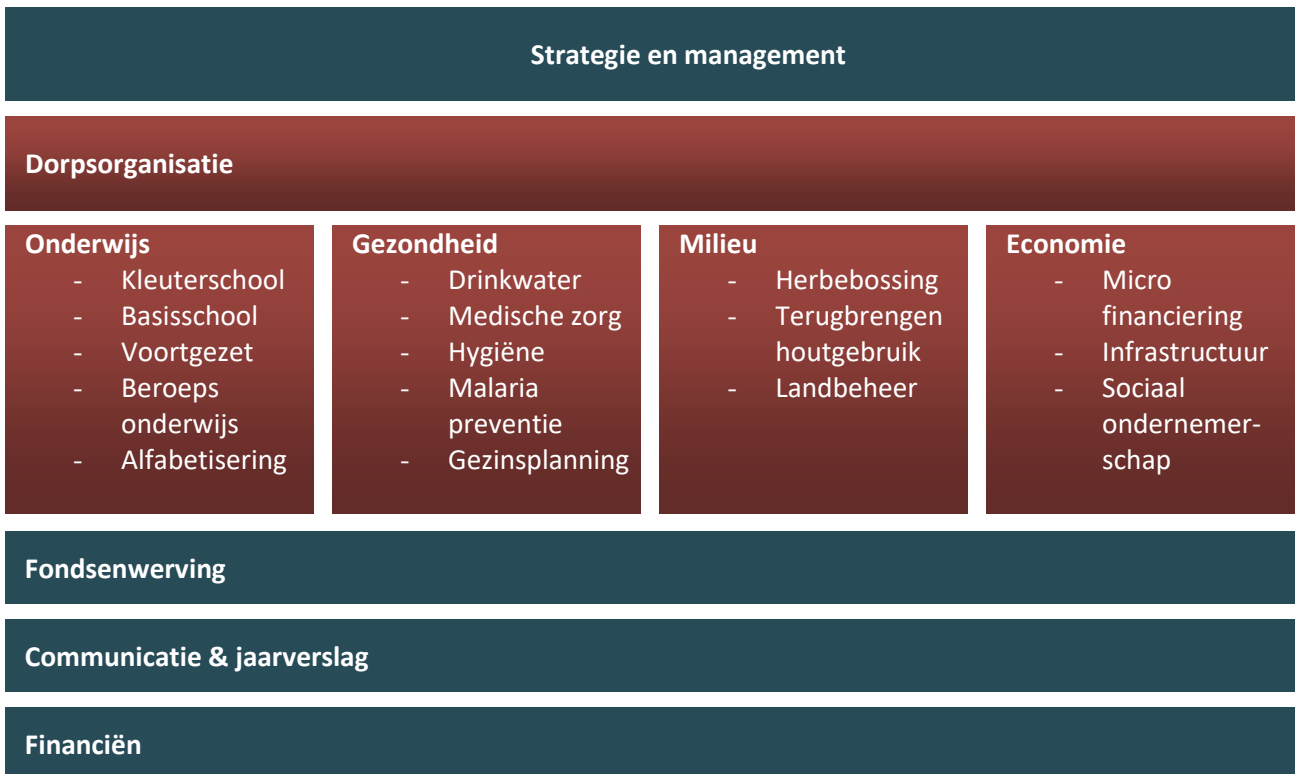 Strategie en management
Dorpsorganisatie
Onderwijs
- Kleuterschool
- Basisschool
- Voortgezet
- Beroeps
onderwijs
- Alfabetisering
Gezondheid
- Drinkwater
- Medische zorg
- Hygiëne
- Malaria
preventie
- Gezinsplanning
Milieu
- Herbebossing
- Terugbrengen
houtgebruik
- Landbeheer
Economie
- Micro
financiering
- Infrastructuur
- Sociaal
ondernemer-
schap
Fondsenwerving
Communicatie & jaarverslag
Financiën